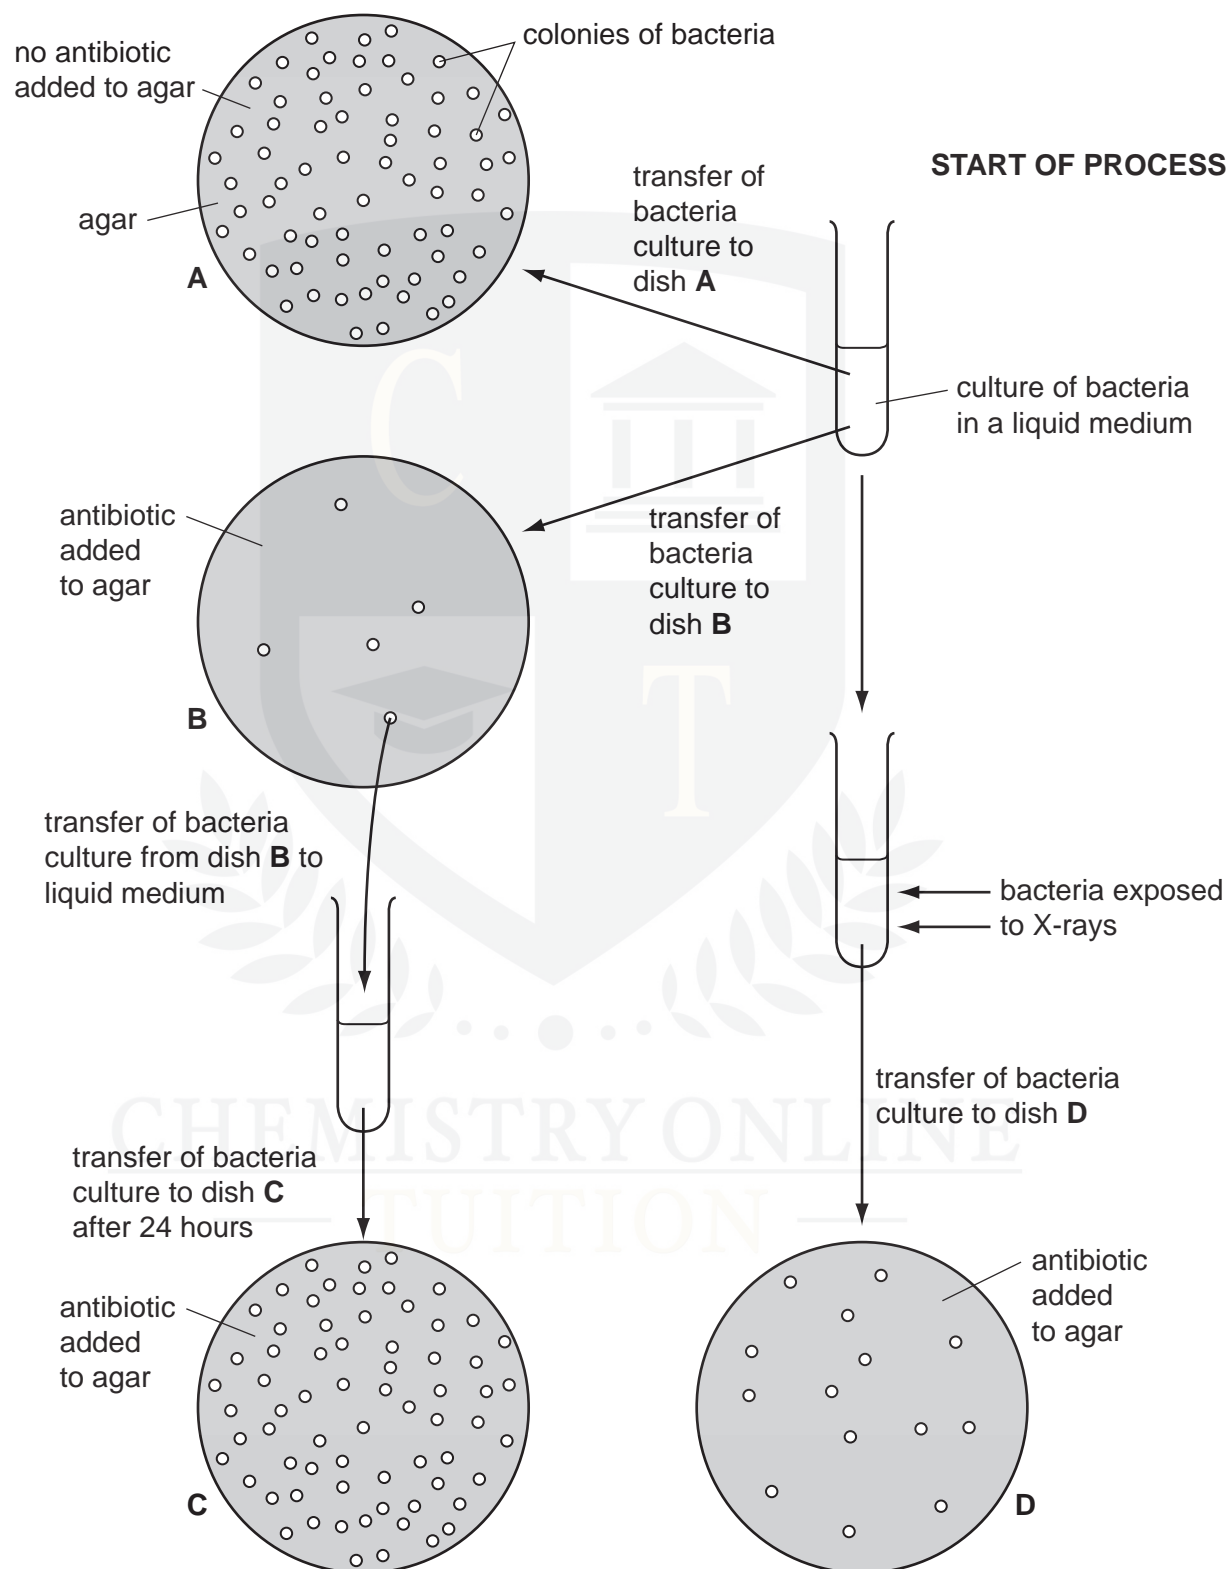 colonies of bacteria
no antibiotic
added to agar
START OF PROCESS
transfer of
bacteria
culture to
dish A
agar
A
culture of bacteria
in a liquid medium
antibiotic
added
to agar
transfer of
bacteria
culture to
dish B
B
transfer of bacteria
culture from dish B to
liquid medium
bacteria exposed
to X-rays
transfer of bacteria
culture to dish D
transfer of bacteria
culture to dish C
after 24 hours
antibiotic
added
to agar
C
antibiotic
added
to agar
D
C
T
CHEMISTRY ONLINE
TUITION